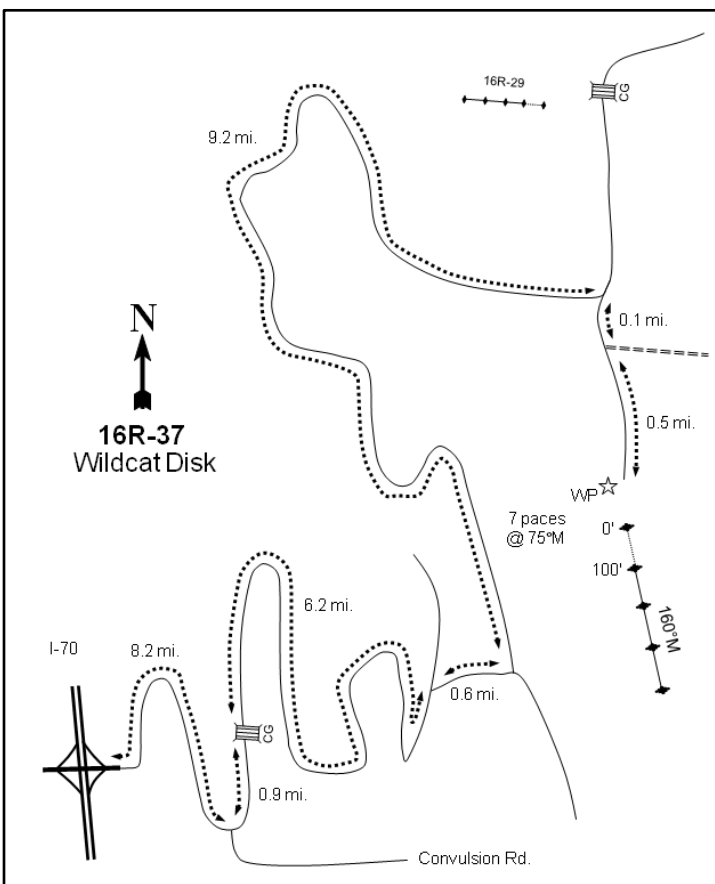 16R-29
CG
9.2 mi.
N
0.1 mi.
16R-37
Wildcat Disk
0.5 mi.
WP
7 paces
@ 75°M
0'
100'
160°M
6.2 mi.
I-70
8.2 mi.
0.6 mi.
CG
0.9 mi.
Convulsion Rd.